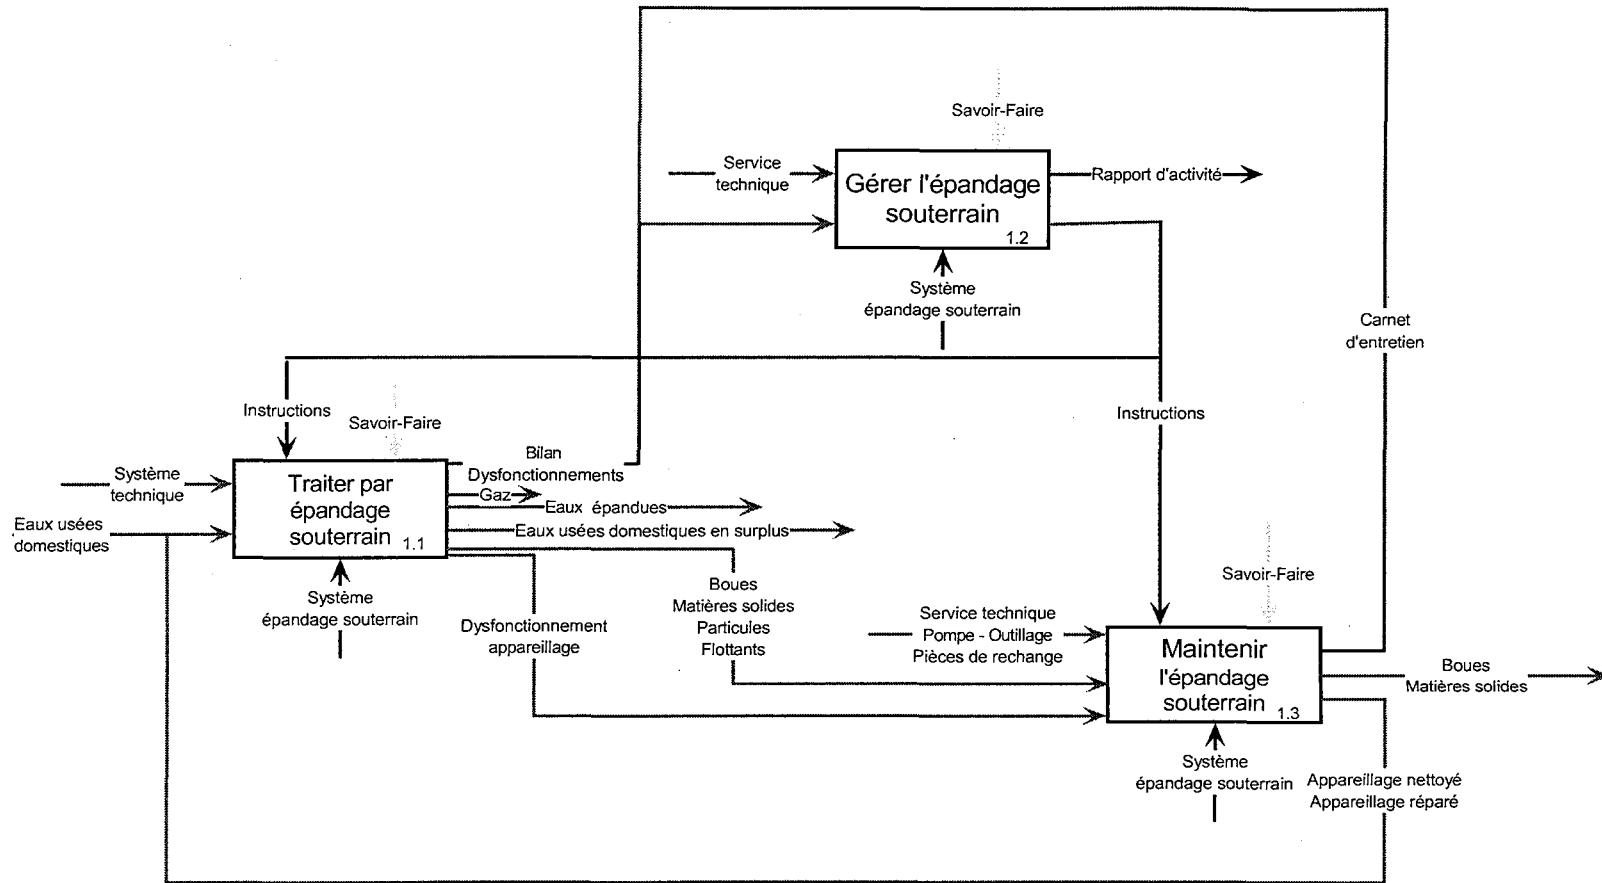 Savoir-Faire
Service
technique
Gérer l'épandage
souterrain
1.2
Rapport d'activité
Système
épandage souterrain
Carnet
d'entretien
Instructions
Savoir-Faire
Instructions
Système
technique
Eaux usées
domestiques
Traiter par
épandage
souterrain 1.1
Bilan
Dysfonctionnements
Gaz
Eaux épandues
Eaux usées domestiques en surplus
Système
épandage souterrain
Dysfonctionnement
appareillage
Boues
Matières solides
Particules
Flottants
Savoir-Faire
Service technique
Pompe - Outillage
Pièces de rechange
Maintenir
l'épandage
souterrain 1.3
Boues
Matières solides
Système
épandage souterrain
Appareillage nettoyé
Appareillage réparé